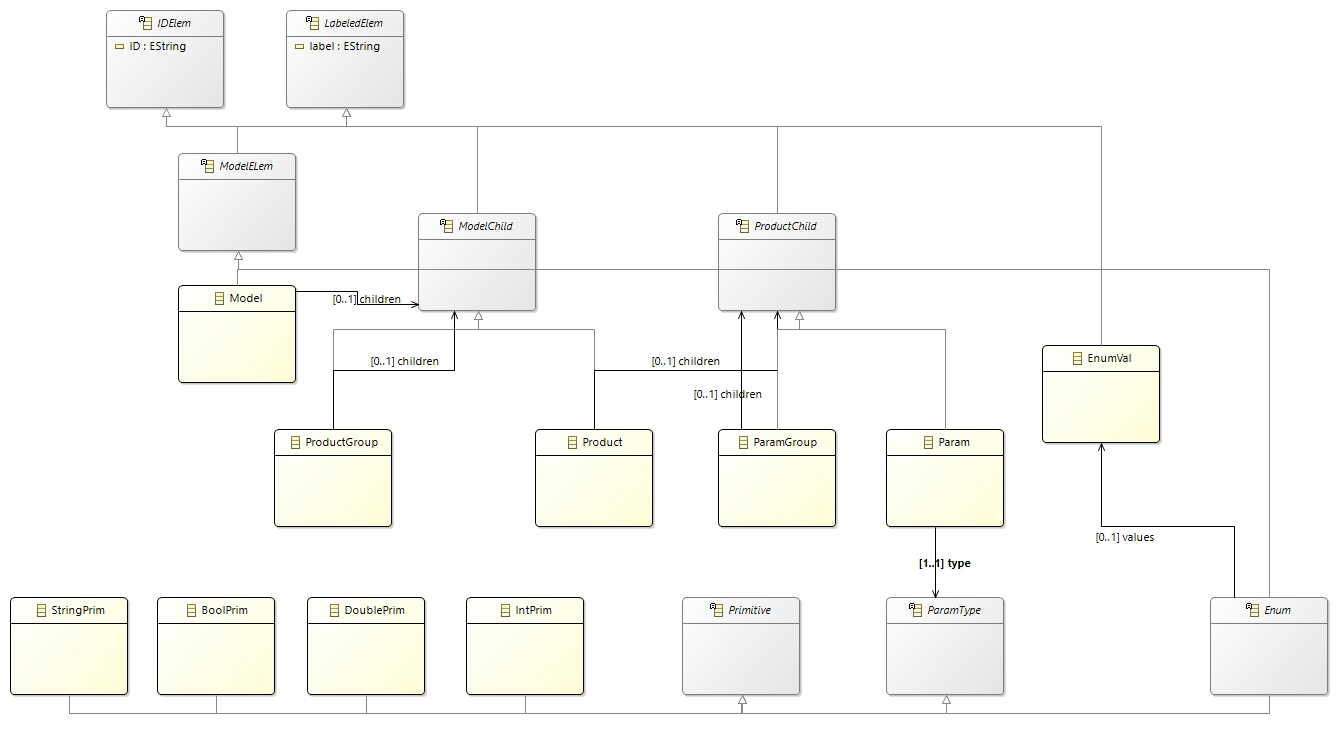 IDElem
LabeledElem
ID : EString
label : EString
ModelELem
ModelChild
ProductChild
Model
[0..1] children
[0..1] children
[0..1] children
EnumVal
[0..1] children
ProductGroup
Product
ParamGroup
Param
[0..1] values
[1..1] type
StringPrim
BoolPrim
DoublePrim
IntPrim
Primitive
ParamType
Enum